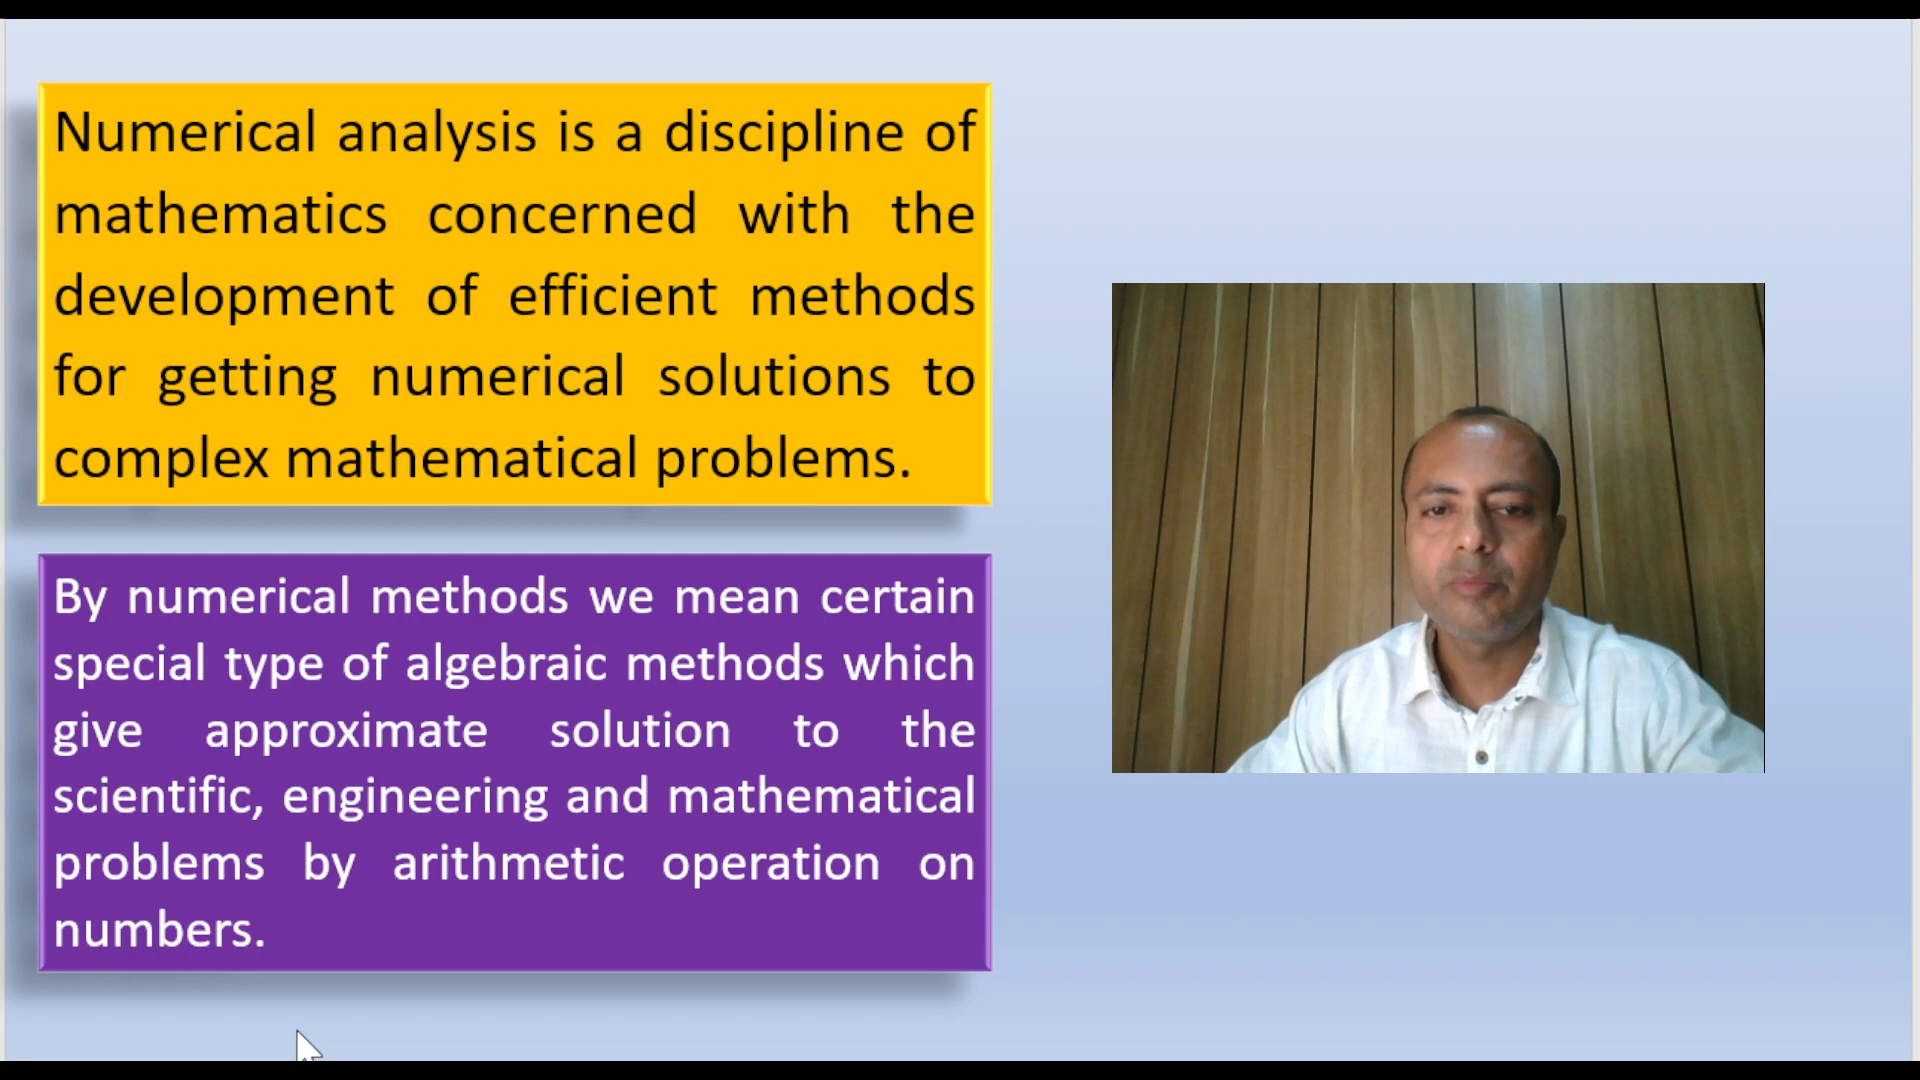 Numerical analysis is a discipline of
mathematics concerned with the
development of efficient methods
for getting numerical solutions to
complex mathematical problems.
By numerical methods we mean certain
special type of algebraic methods which
give approximate solution to the
scientific, engineering and mathematical
problems by arithmetic operation on
numbers.